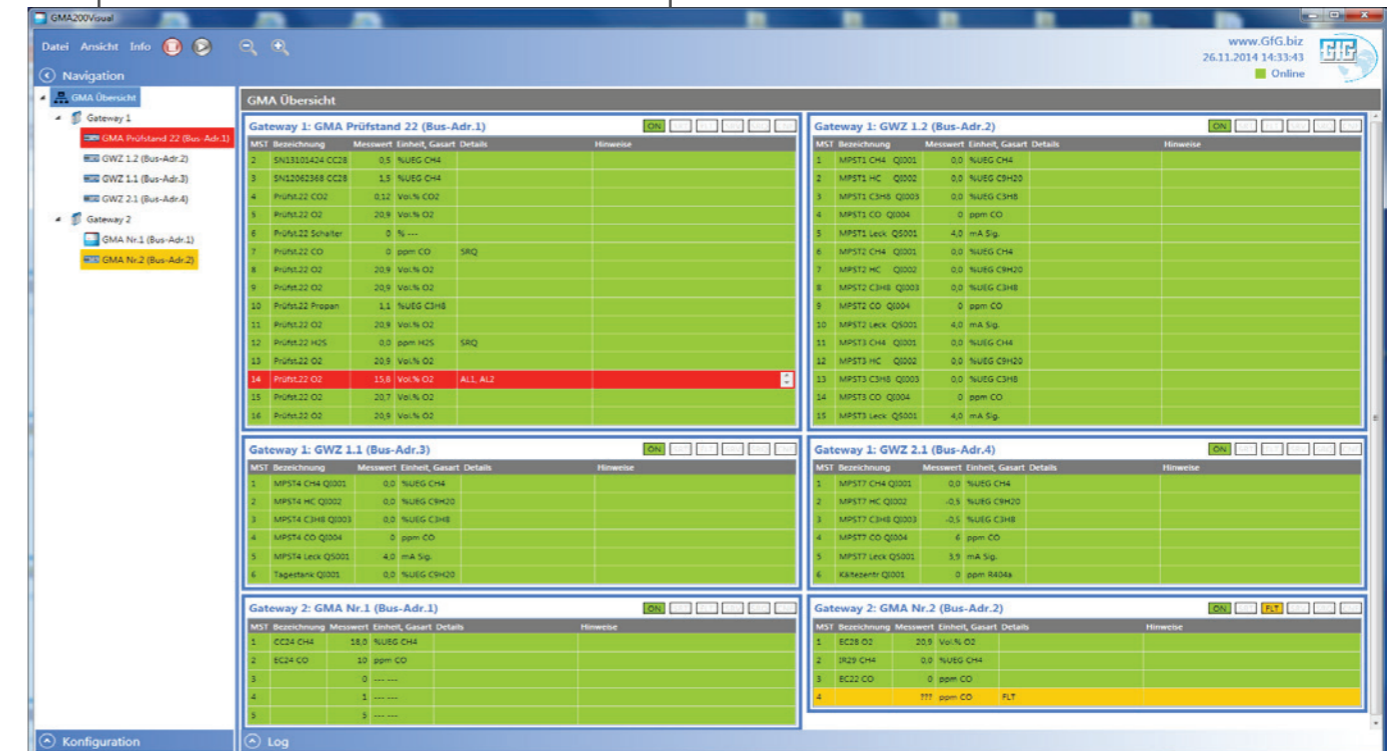 GMA200Visual
Datei Ansicht Info
www.GfG.biz
26.11.2014 14:33:43
Online
GfG
Navigation
GMA Übersicht
Gateway 1
GMA Prüfstand 22 (Bus-Adr.1)
GWZ 1.2 (Bus-Adr.2)
GWZ 1.1 (Bus-Adr.3)
GWZ 2.1 (Bus-Adr.4)
Gateway 2
GMA Nr.1 (Bus-Adr.1)
GMA Nr.2 (Bus-Adr.2)
Konfiguration
GMA Übersicht
Gateway 1: GMA Prüfstand 22 (Bus-Adr.1) ON
MST Bezeichnung Messwert Einheit, Gasart Details Hinweise
2 SN13101424 CC28 0,5 %UEG CH4
3 SN12062368 CC28 1,5 %UEG CH4
4 Prüfst.22 CO2 0,12 Vol.% CO2
5 Prüfst.22 O2 20,9 Vol.% O2
6 Prüfst.22 Schalter 0 % ---
7 Prüfst.22 CO 0 ppm CO SRQ
8 Prüfst.22 O2 20,9 Vol.% O2
9 Prüfst.22 O2 20,9 Vol.% O2
10 Prüfst.22 Propan 1,1 %UEG C3H8
11 Prüfst.22 O2 20,9 Vol.% O2
12 Prüfst.22 H2S 0,0 ppm H2S SRQ
13 Prüfst.22 O2 20,9 Vol.% O2
14 Prüfst.22 O2 15,8 Vol.% O2 AL1, AL2
15 Prüfst.22 O2 20,7 Vol.% O2
16 Prüfst.22 O2 20,9 Vol.% O2
Gateway 1: GWZ 1.2 (Bus-Adr.2) ON
MST Bezeichnung Messwert Einheit, Gasart Details Hinweise
1 MPST1 CH4 QI001 0,0 %UEG CH4
2 MPST1 HC QI002 0,0 %UEG C9H20
3 MPST1 C3H8 QI003 0,0 %UEG C3H8
4 MPST1 CO QI004 0 ppm CO
5 MPST1 Leck QS001 4,0 mA Sig.
6 MPST2 CH4 QI001 0,0 %UEG CH4
7 MPST2 HC QI002 0,0 %UEG C9H20
8 MPST2 C3H8 QI003 0,0 %UEG C3H8
9 MPST2 CO QI004 0 ppm CO
10 MPST2 Leck QS001 4,0 mA Sig.
11 MPST3 CH4 QI001 0,0 %UEG CH4
12 MPST3 HC QI002 0,0 %UEG C9H20
13 MPST3 C3H8 QI003 0,0 %UEG C3H8
14 MPST3 CO QI004 0 ppm CO
15 MPST3 Leck QS001 4,0 mA Sig.
Gateway 1: GWZ 1.1 (Bus-Adr.3) ON
MST Bezeichnung Messwert Einheit, Gasart Details Hinweise
1 MPST4 CH4 QI001 0,0 %UEG CH4
2 MPST4 HC QI002 0,0 %UEG C9H20
3 MPST4 C3H8 QI003 0,0 %UEG C3H8
4 MPST4 CO QI004 0 ppm CO
5 MPST4 Leck QS001 4,0 mA Sig.
6 Tagestank QI001 0,0 %UEG C9H20
Gateway 1: GWZ 2.1 (Bus-Adr.4) ON
MST Bezeichnung Messwert Einheit, Gasart Details Hinweise
1 MPST7 CH4 QI001 0,0 %UEG CH4
2 MPST7 HC QI002 -0,5 %UEG C9H20
3 MPST7 C3H8 QI003 -0,5 %UEG C3H8
4 MPST7 CO QI004 6 ppm CO
5 MPST7 Leck QS001 3,9 mA Sig.
6 Kältezentr QI001 0 ppm R404a
Gateway 2: GMA Nr.1 (Bus-Adr.1) ON
MST Bezeichnung Messwert Einheit, Gasart Details Hinweise
1 CC24 CH4 18,0 %UEG CH4
2 EC24 CO 10 ppm CO
3 0 --- ---
4 1 --- ---
5 5 --- ---
Gateway 2: GMA Nr.2 (Bus-Adr.2) ON FLT
MST Bezeichnung Messwert Einheit, Gasart Details Hinweise
1 EC28 O2 20,9 Vol.% O2
2 IR29 CH4 0,0 %UEG CH4
3 EC22 CO 0 ppm CO
4 ??? ppm CO FLT
Log